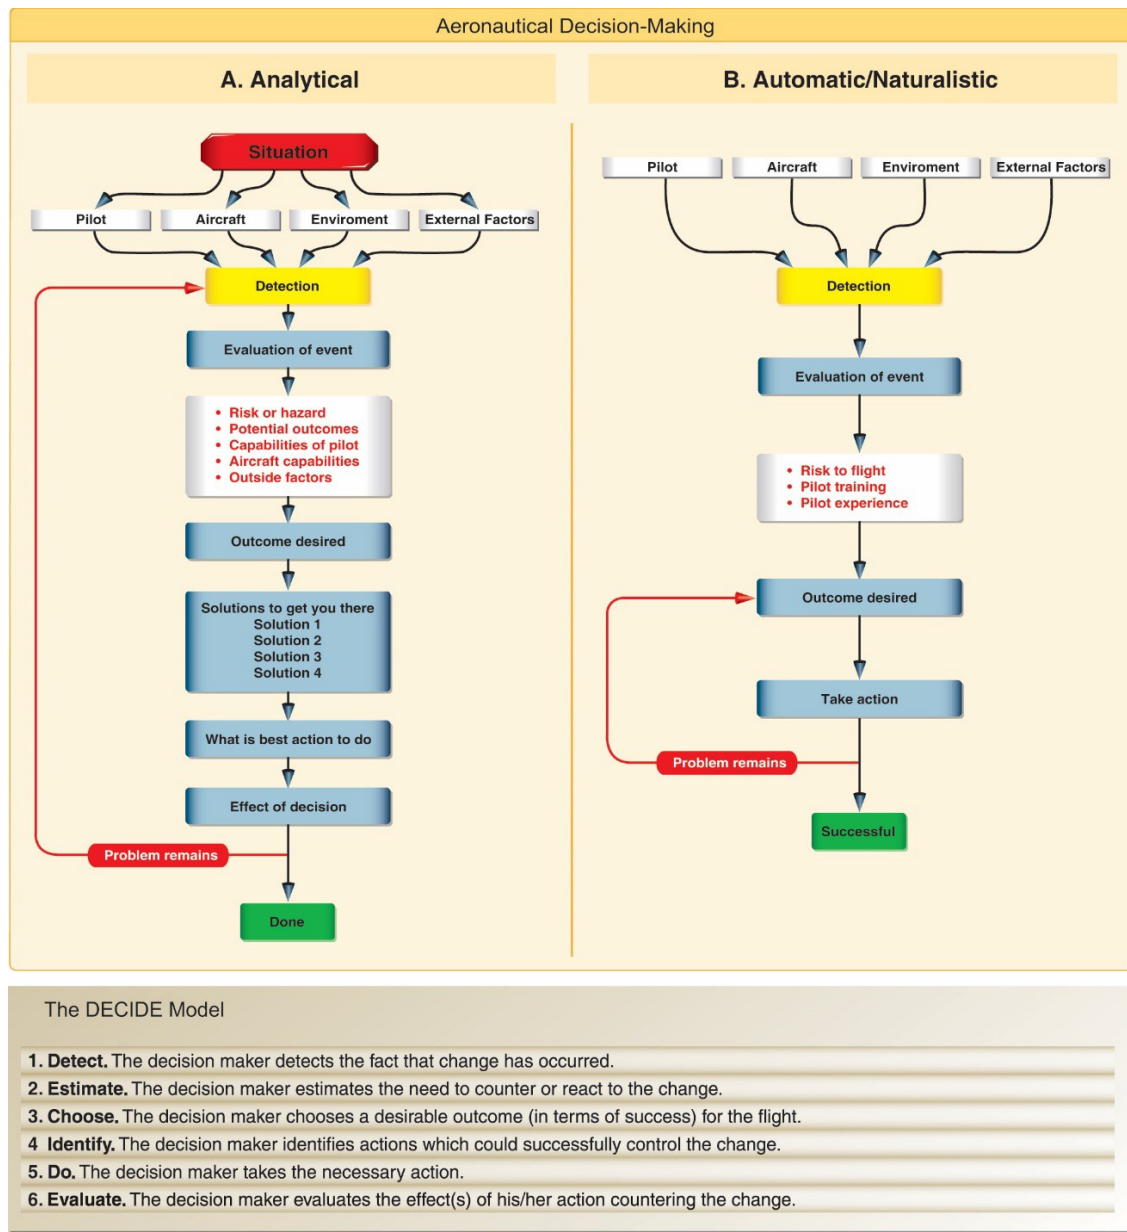 Aeronautical Decision-Making
A. Analytical
Situation
Pilot
Aircraft
Enviroment
External Factors
Detection
Evaluation of event
• Risk or hazard
• Potential outcomes
• Capabilities of pilot
• Aircraft capabilities
• Outside factors
Outcome desired
Solutions to get you there
Solution 1
Solution 2
Solution 3
Solution 4
What is best action to do
Effect of decision
Problem remains
Done
B. Automatic/Naturalistic
Pilot
Aircraft
Enviroment
External Factors
Detection
Evaluation of event
• Risk to flight
• Pilot training
• Pilot experience
Outcome desired
Take action
Problem remains
Successful
The DECIDE Model
1. Detect. The decision maker detects the fact that change has occurred.
2. Estimate. The decision maker estimates the need to counter or react to the change.
3. Choose. The decision maker chooses a desirable outcome (in terms of success) for the flight.
4 Identify. The decision maker identifies actions which could successfully control the change.
5. Do. The decision maker takes the necessary action.
6. Evaluate. The decision maker evaluates the effect(s) of his/her action countering the change.